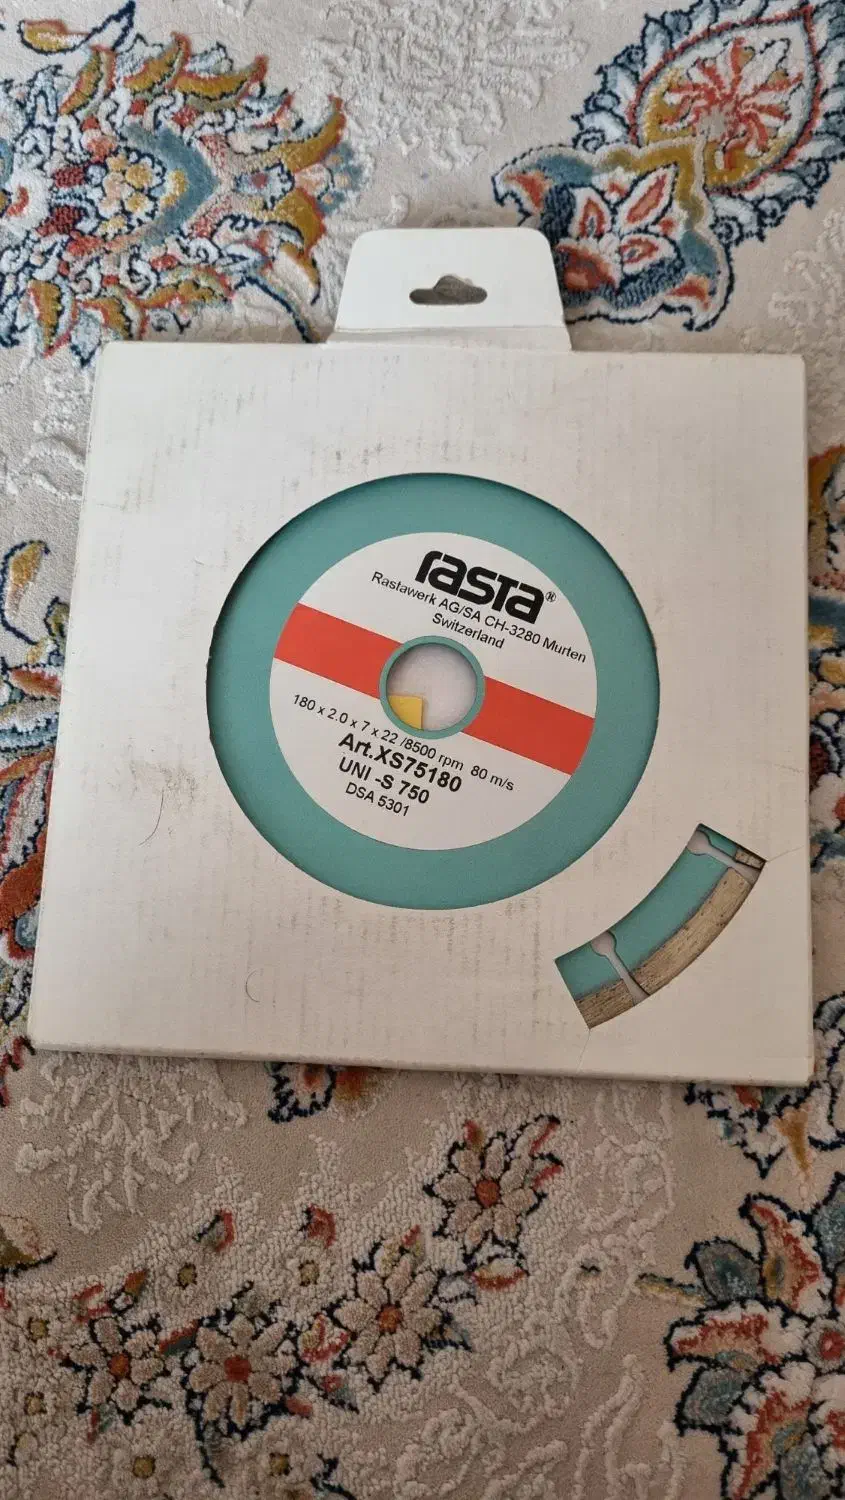 rasta®
Rastawerk AG/SA CH-3280 Murten
Switzerland
180 x 2.0 x 7 x 22 /8500 rpm 80 m/s
Art.XS75180
UNI -S 750
DSA 5301